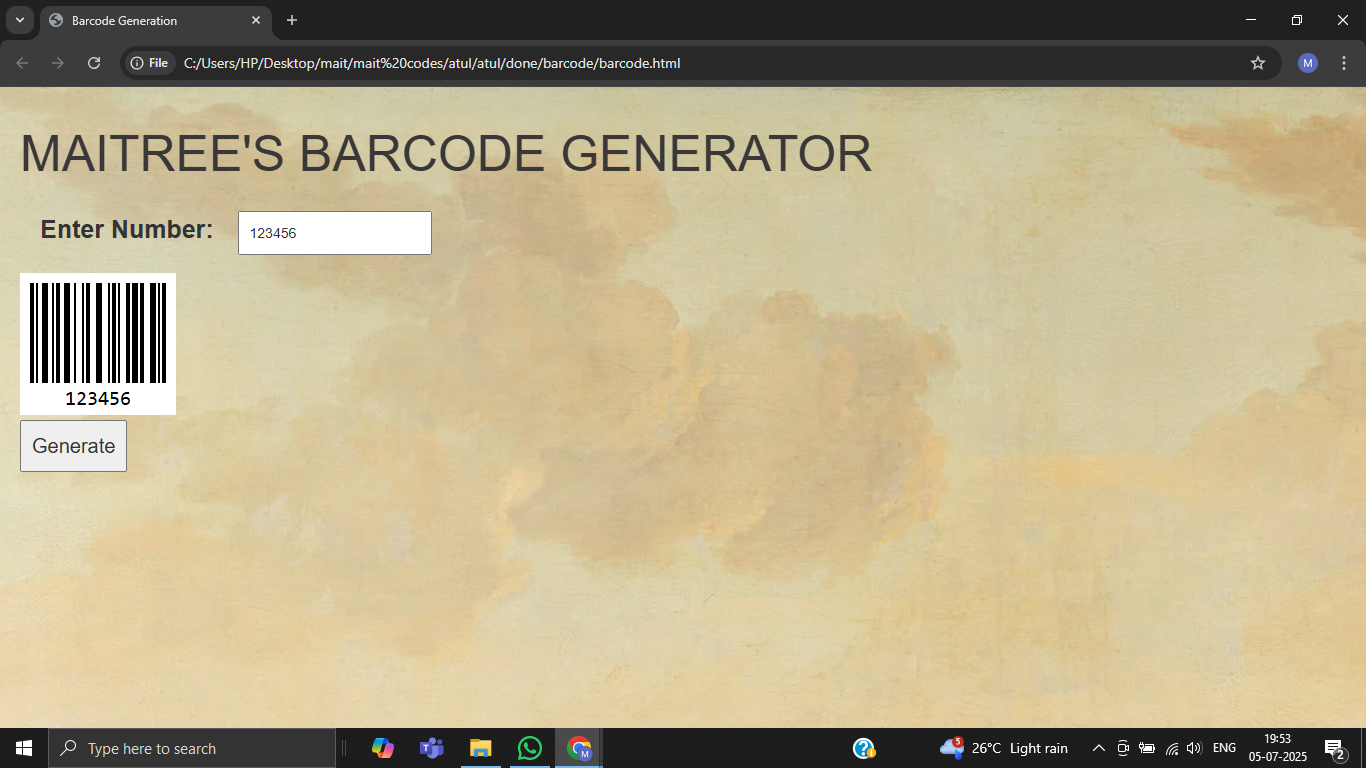 Barcode Generation
File C:/Users/HP/Desktop/mait/mait%20codes/atul/atul/done/barcode/barcode.html M
MAITREE'S BARCODE GENERATOR
Enter Number: 123456
123456
Generate
Type here to search
M
5
26°C Light rain
ENG
19:53
05-07-2025
2